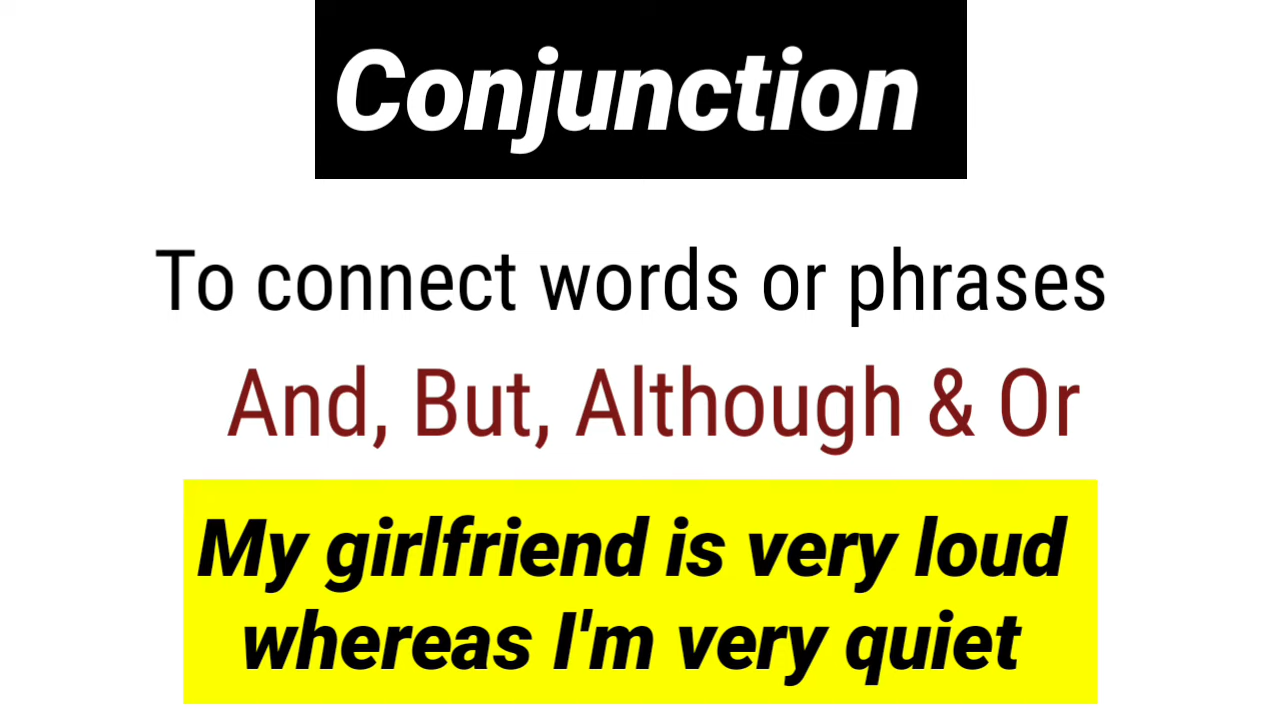 Conjunction
To connect words or phrases
And, But, Although & Or
My girlfriend is very loud
whereas I'm very quiet